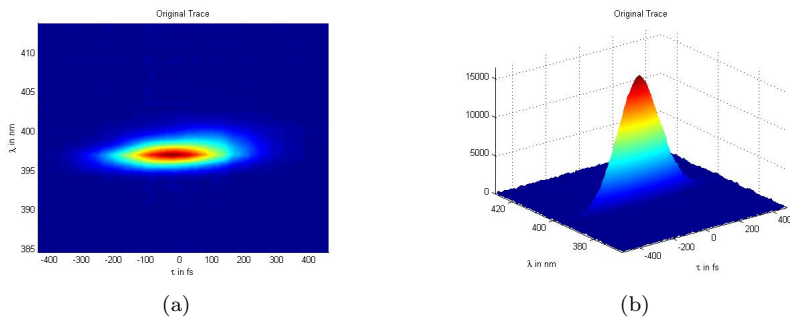 Original Trace
410
405
400
395
390
385
λ in nm
-400 -300 -200 -100 0 100 200 300 400
τ in fs
(a)
Original Trace
15000
10000
5000
0
420
400
380
λ in nm
-400 -200 0 200 400
τ in fs
(b)